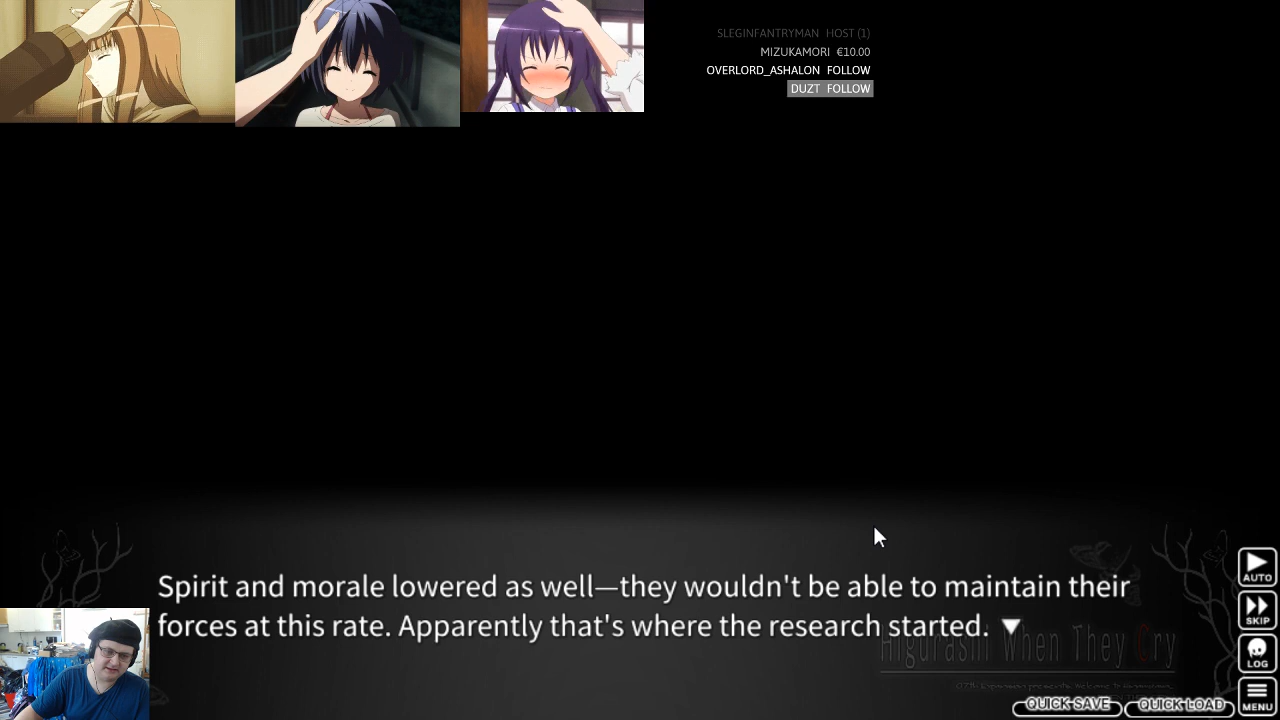 SLEGINFANTRYMAN HOST (1)
MIZUKAMORI €10.00
OVERLORD_ASHALON FOLLOW
DUZT FOLLOW
Spirit and morale lowered as well—they wouldn't be able to maintain their
forces at this rate. Apparently that's where the research started. ▼
Higurashi When They Cry
AUTO
SKIP
LOG
MENU
QUICK SAVE QUICK LOAD